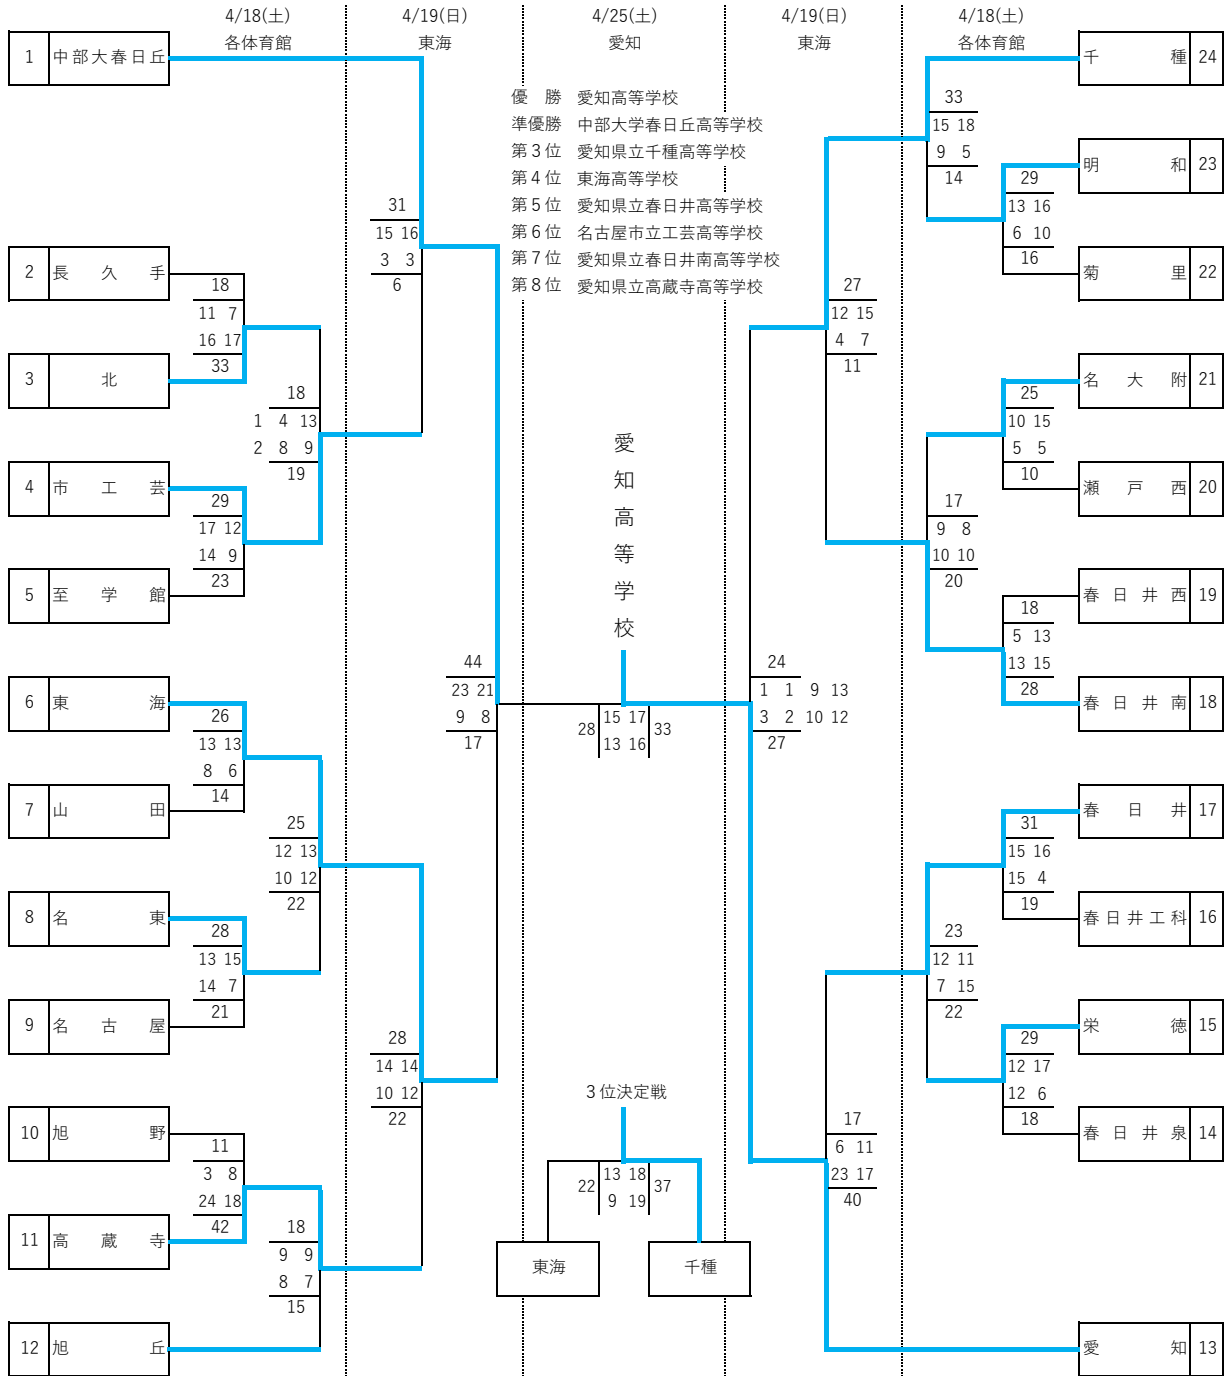 4/18(土) 4/19(日) 4/25(土) 4/19(日) 4/18(土)
各体育館 東海 愛知 東海 各体育館
1 中部大春日丘
千種 24
優　勝 愛知高等学校
準優勝 中部大学春日丘高等学校
第３位 愛知県立千種高等学校
第４位 東海高等学校
第５位 愛知県立春日井高等学校
第６位 名古屋市立工芸高等学校
第７位 愛知県立春日井南高等学校
第８位 愛知県立高蔵寺高等学校
33
15 18
9 5
14
明和 23
29
13 16
6 10
16
菊里 22
31
15 16
3 3
6
2 長久手
18
11 7
16 17
33
3 北
27
12 15
4 7
11
名大附 21
25
10 15
5 5
10
瀬戸西 20
18
1 4 13
2 8 9
19
4 市工芸
29
17 12
14 9
23
5 至学館
愛知高等学校
17
9 8
10 10
20
春日井西 19
18
5 13
13 15
28
春日井南 18
44
23 21
9 8
17
28
15 17
13 16
33
24
1 1 9 13
3 2 10 12
27
6 東海
26
13 13
8 6
14
7 山田
春日井 17
31
15 16
15 4
19
春日井工科 16
25
12 13
10 12
22
8 名東
28
13 15
14 7
21
9 名古屋
23
12 11
7 15
22
栄徳 15
29
12 17
12 6
18
春日井泉 14
28
14 14
10 12
22
３位決定戦
22
13 18
9 19
37
東海 千種
17
6 11
23 17
40
10 旭野
11
3 8
24 18
42
11 高蔵寺
18
9 9
8 7
15
12 旭丘
愛知 13